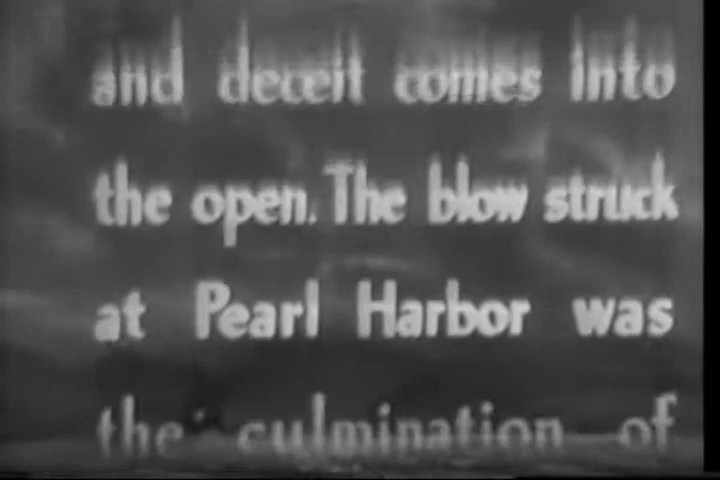 and deceit comes into
the open. The blow struck
at Pearl Harbor was
the culmination of